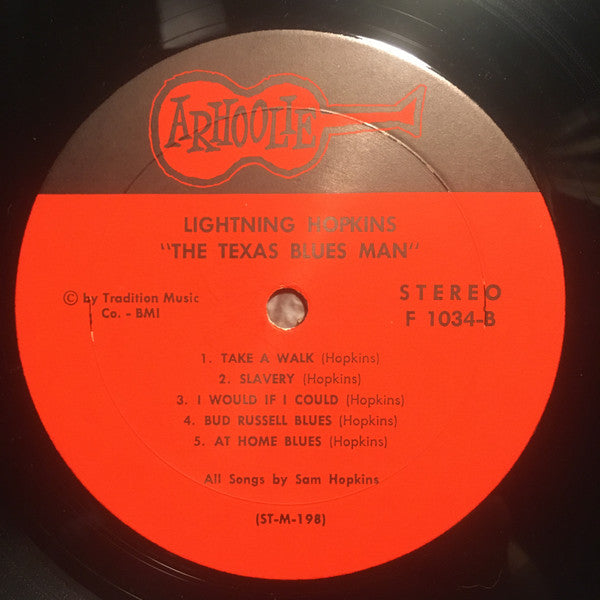 ARHOOLIE
LIGHTNING HOPKINS
"THE TEXAS BLUES MAN"
© by Tradition Music
Co. - BMI
STEREO
F 1034-B
1. TAKE A WALK (Hopkins)
2. SLAVERY (Hopkins)
3. I WOULD IF I COULD (Hopkins)
4. BUD RUSSELL BLUES (Hopkins)
5. AT HOME BLUES (Hopkins)
All Songs by Sam Hopkins
(ST-M-198)